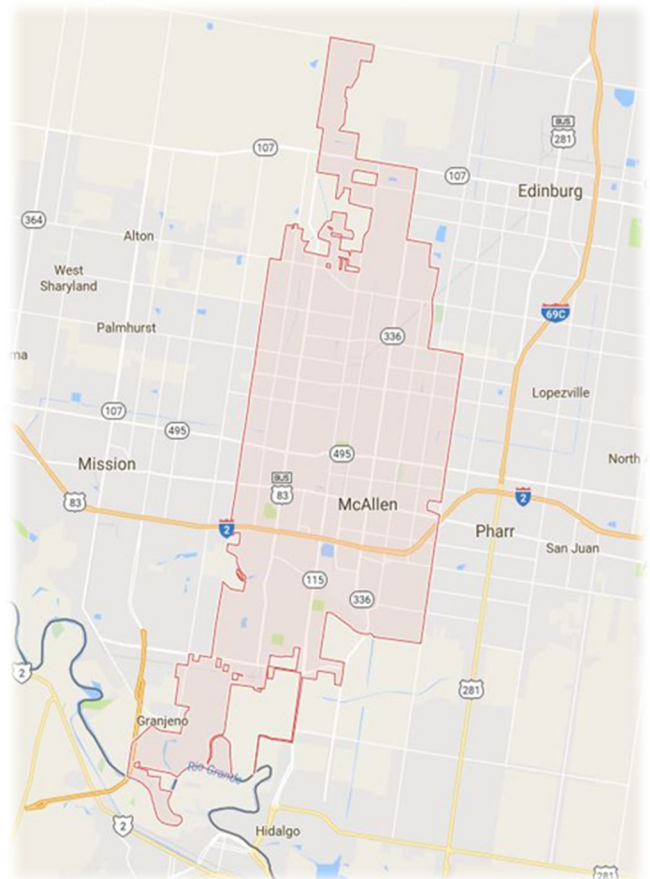 BUS
281
107
107
Edinburg
364
Alton
West
Sharyland
69C
Palmhurst
336
ma
Lopezville
107
495
495
North
Mission
BUS
83
McAllen
83
2
2
Pharr
San Juan
115
336
2
281
Granjeno
Rio Grande
2
Hidalgo
281